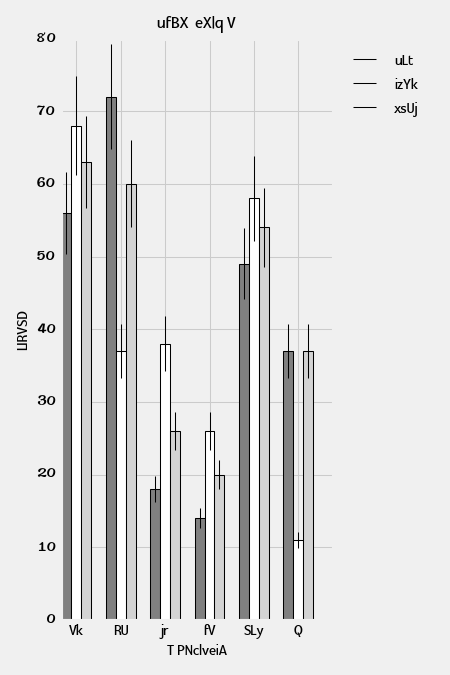 ufBX eXlq V
80
70
60
50
40
30
20
10
0
LIRVSD
Vk RU jr fV SLy Q
T PNclveiA
uLt
izYk
xsUj